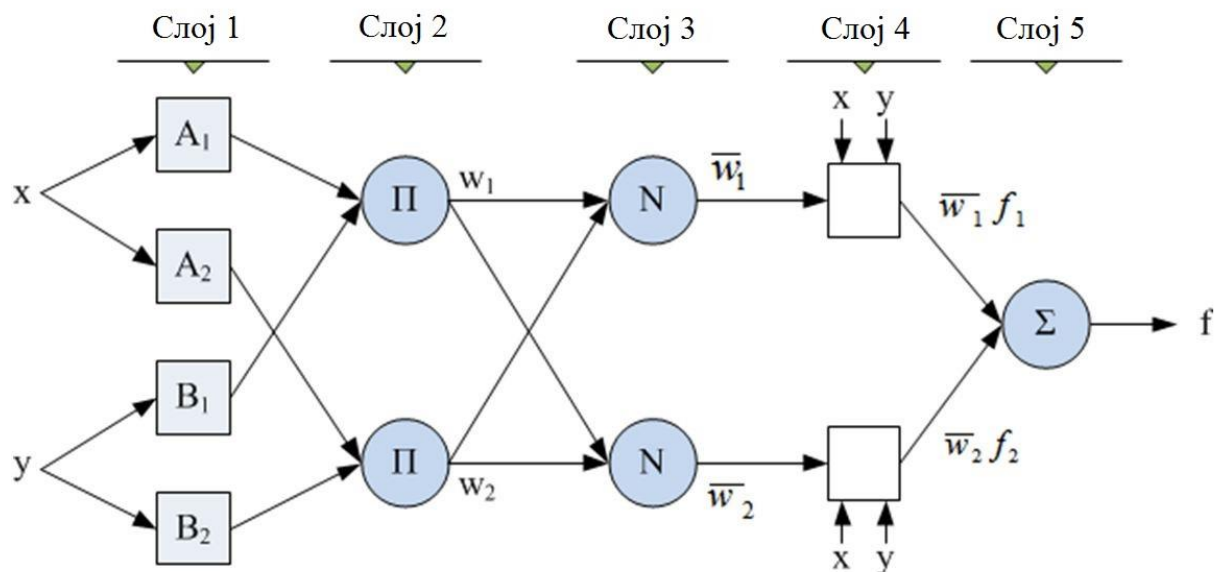 Слој 1 Слој 2 Слој 3 Слој 4 Слој 5
x y
A₁
w₁ w̅₁
П N
x w̅₁ f₁
A₂
Σ f
B₁
y w̅₂ f₂
П N
w₂ w̅₂
B₂
x y